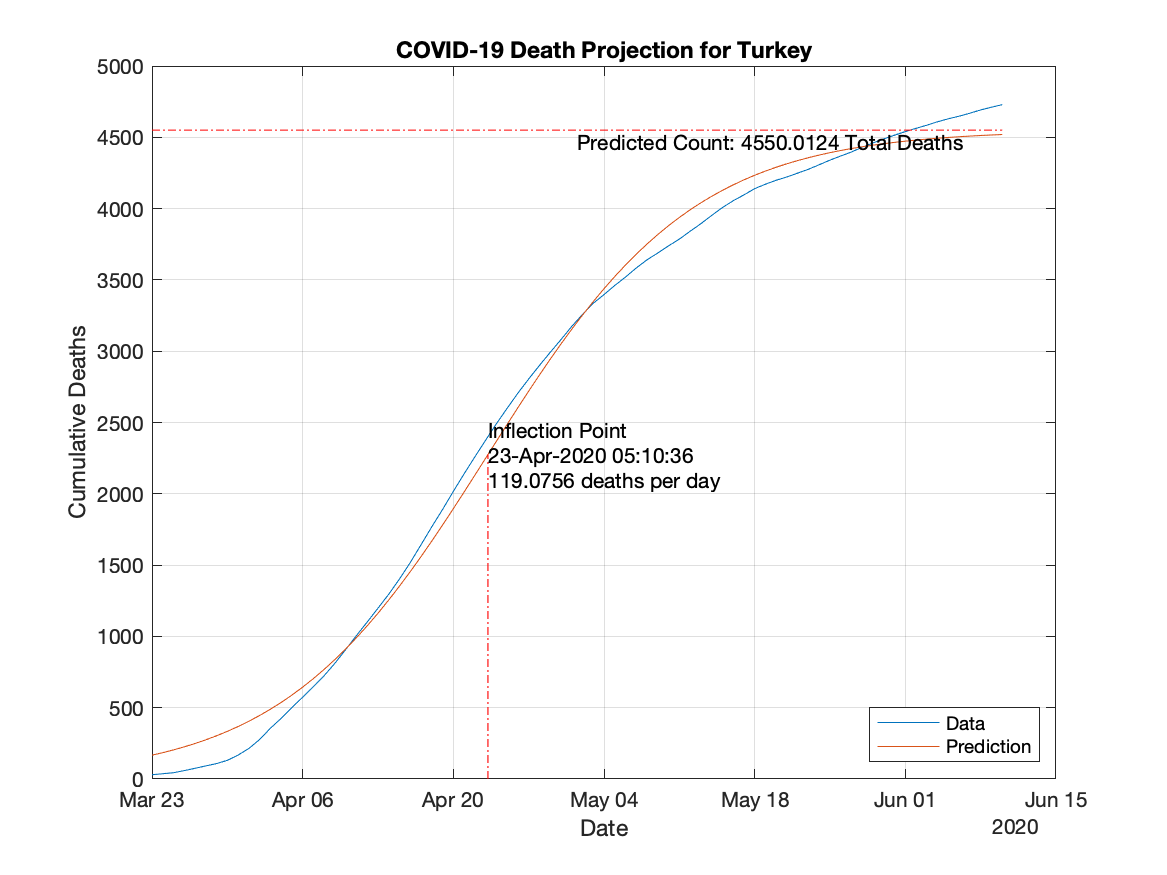 COVID-19 Death Projection for Turkey
5000
4500
4000
3500
3000
2500
2000
1500
1000
500
0
Cumulative Deaths
Predicted Count: 4550.0124 Total Deaths
Inflection Point
23-Apr-2020 05:10:36
119.0756 deaths per day
Data
Prediction
Mar 23 Apr 06 Apr 20 May 04 May 18 Jun 01 Jun 15
Date
2020